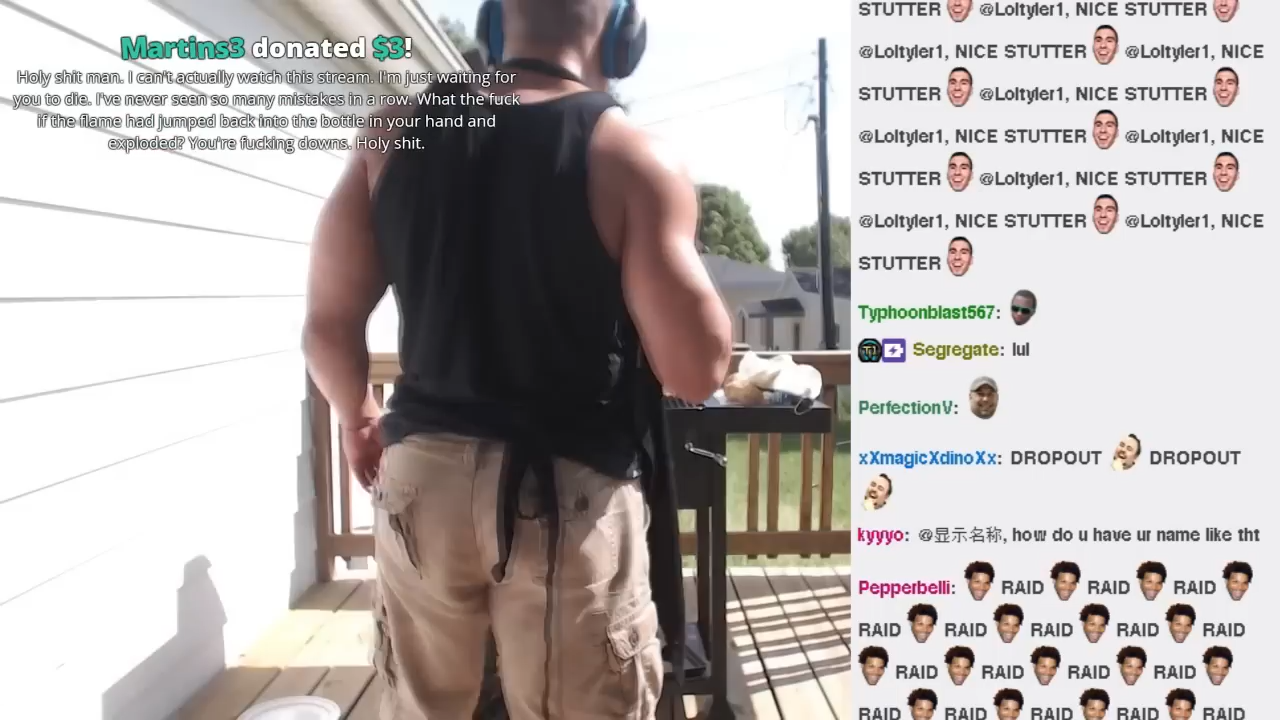 Martins3 donated $3!
Holy shit man. I can't actually watch this stream. I'm just waiting for
you to die. I've never seen so many mistakes in a row. What the fuck
if the flame had jumped back into the bottle in your hand and
exploded? You're fucking downs. Holy shit.
STUTTER @Loltyler1, NICE STUTTER
@Loltyler1, NICE STUTTER @Loltyler1, NICE
STUTTER @Loltyler1, NICE STUTTER
@Loltyler1, NICE STUTTER @Loltyler1, NICE
STUTTER @Loltyler1, NICE STUTTER
@Loltyler1, NICE STUTTER @Loltyler1, NICE
STUTTER
Typhoonblast567:
Segregate: lul
PerfectionV:
xXmagicXdinoXx: DROPOUT DROPOUT
kyyyo: @显示名称, how do u have ur name like tht
Pepperbelli: RAID RAID RAID
RAID RAID RAID RAID RAID
RAID RAID RAID RAID
RAID RAID RAID RAID RAID